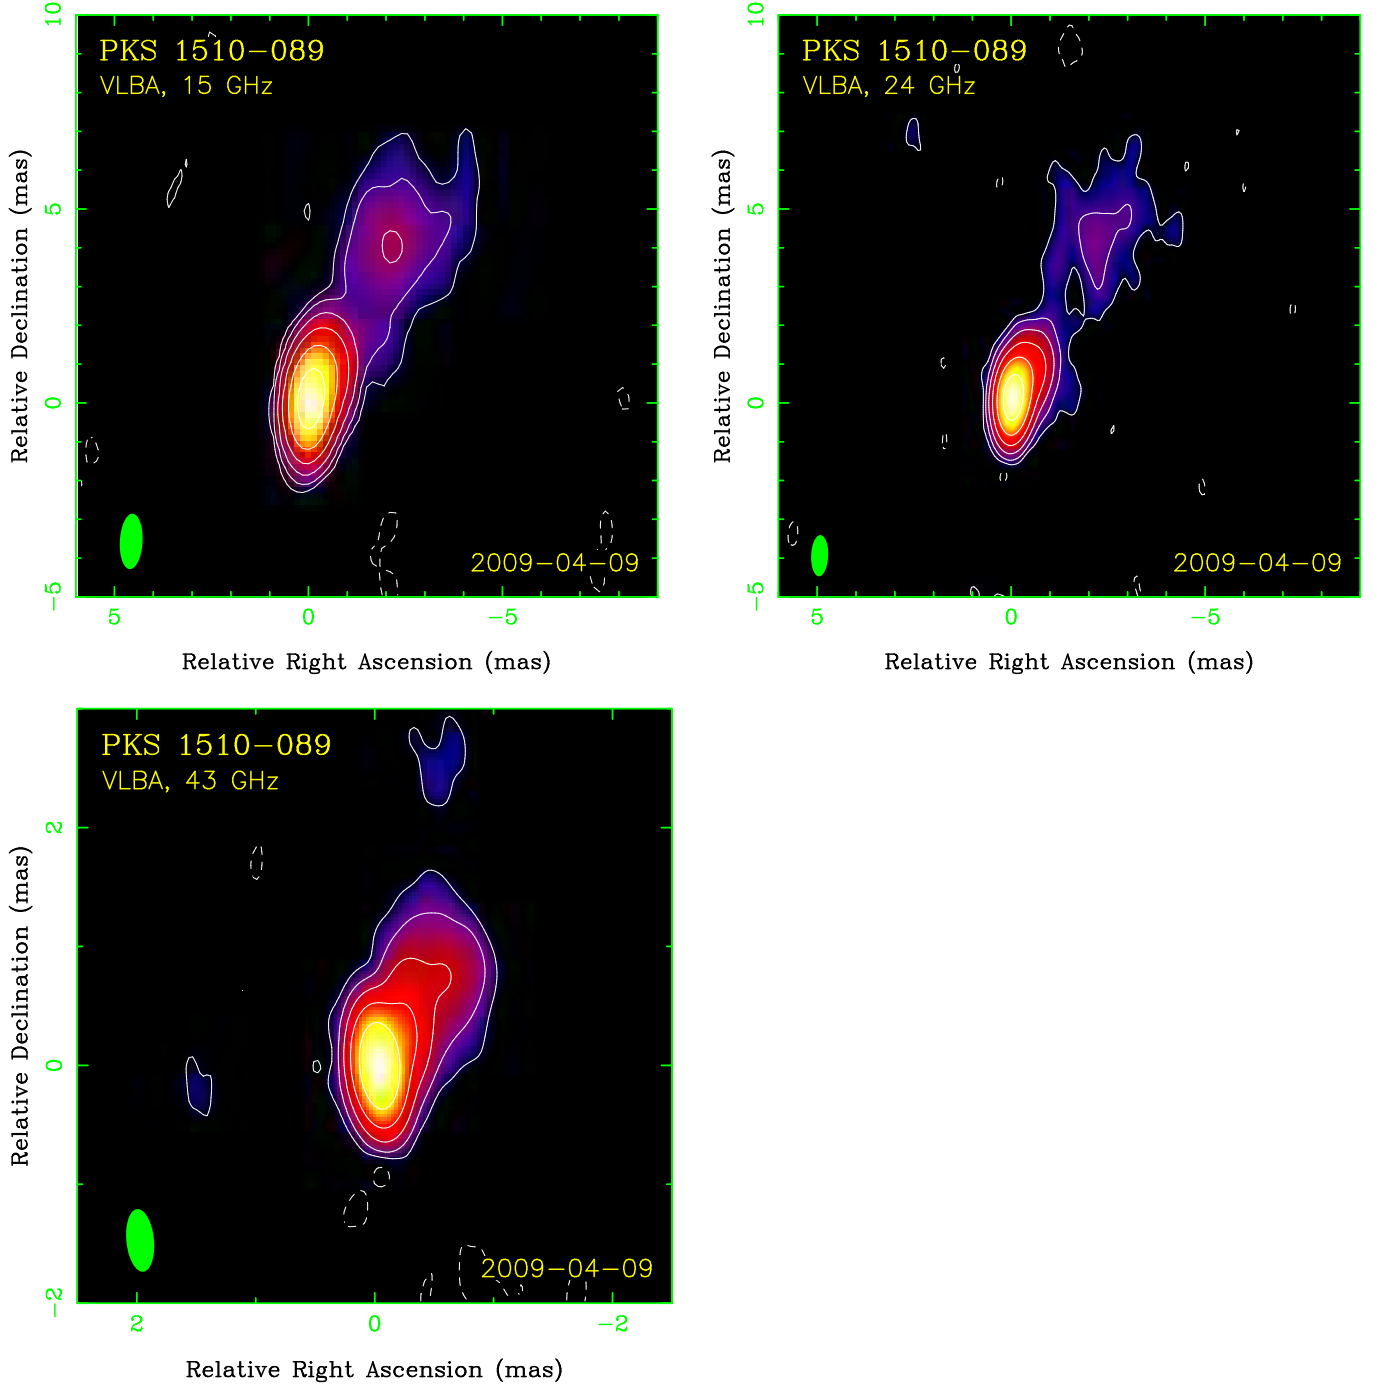 10
PKS 1510−089
VLBA, 15 GHz
5
0
−5
Relative Declination (mas)
2009−04−09
5
0
−5
Relative Right Ascension (mas)
10
PKS 1510−089
VLBA, 24 GHz
5
0
−5
Relative Declination (mas)
2009−04−09
5
0
−5
Relative Right Ascension (mas)
PKS 1510−089
VLBA, 43 GHz
2
0
−2
Relative Declination (mas)
2009−04−09
2
0
−2
Relative Right Ascension (mas)